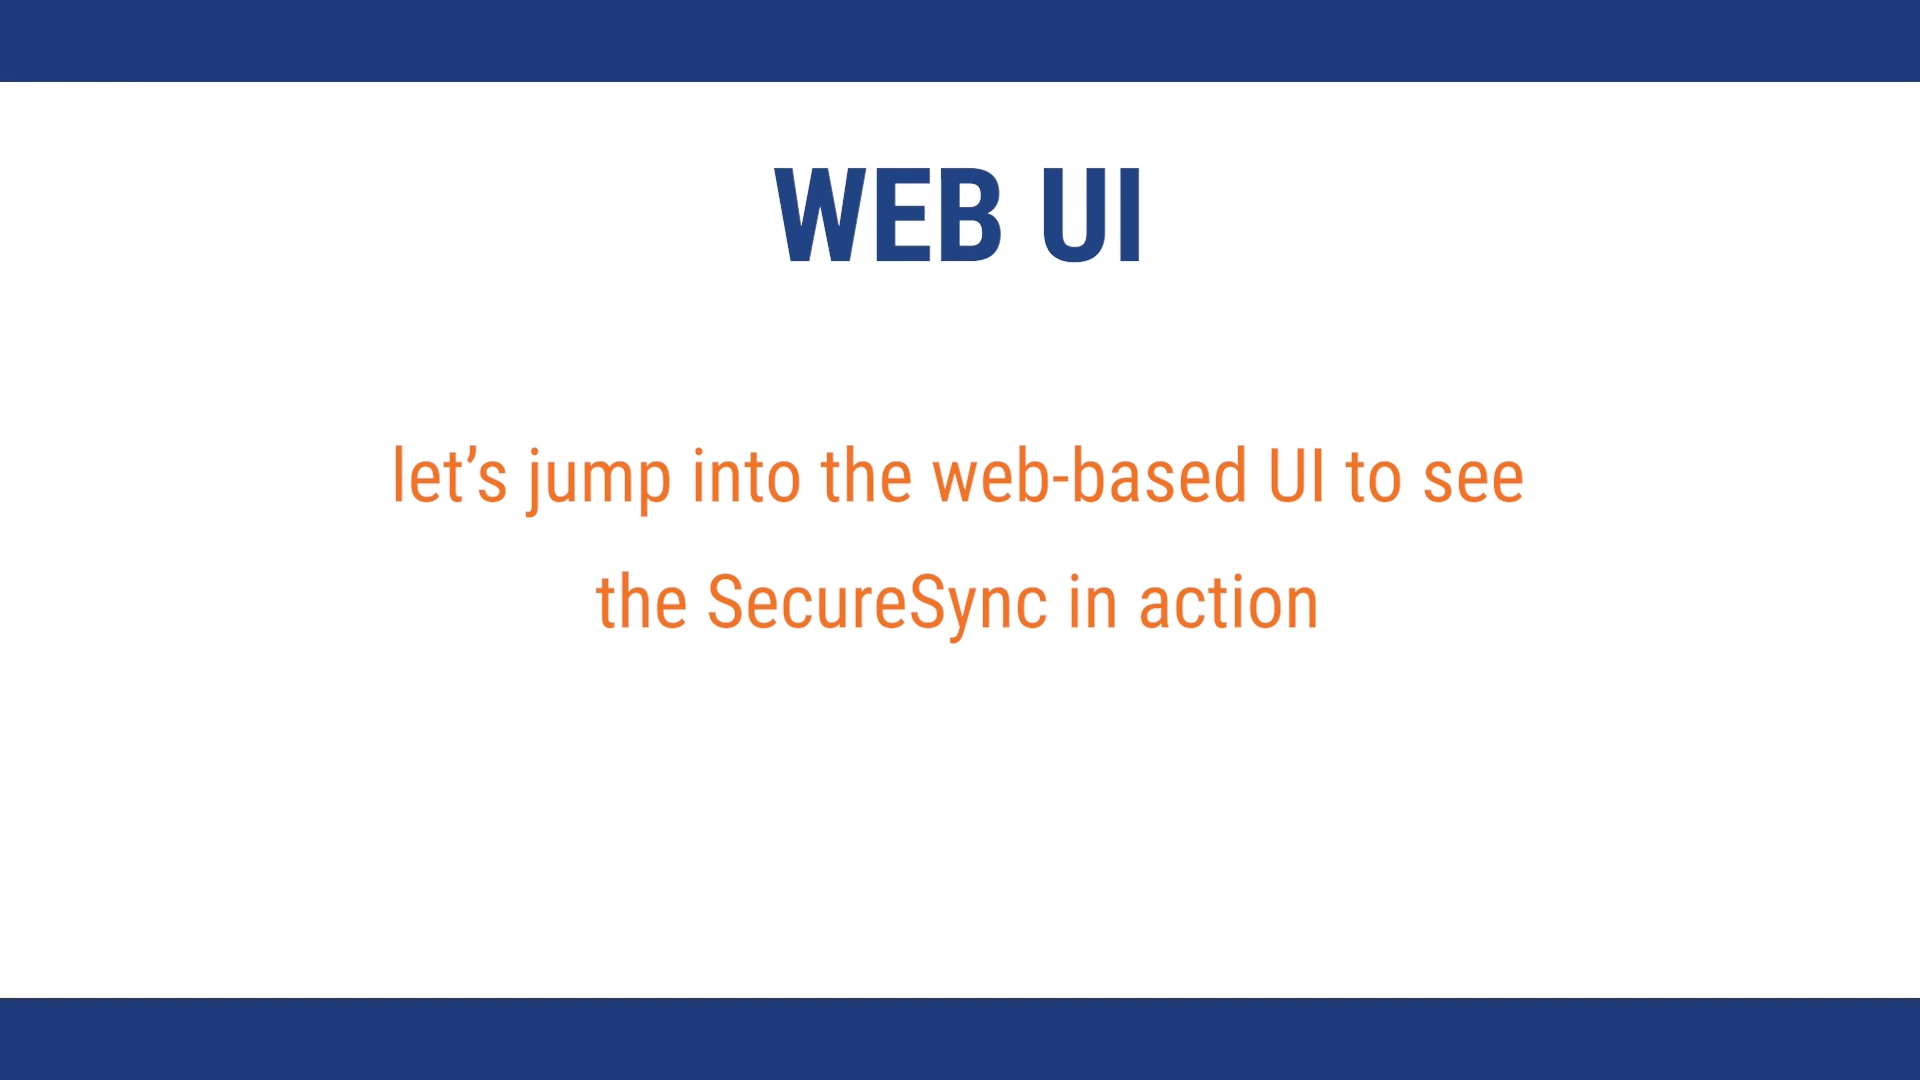 WEB UI
let’s jump into the web-based UI to see
the SecureSync in action